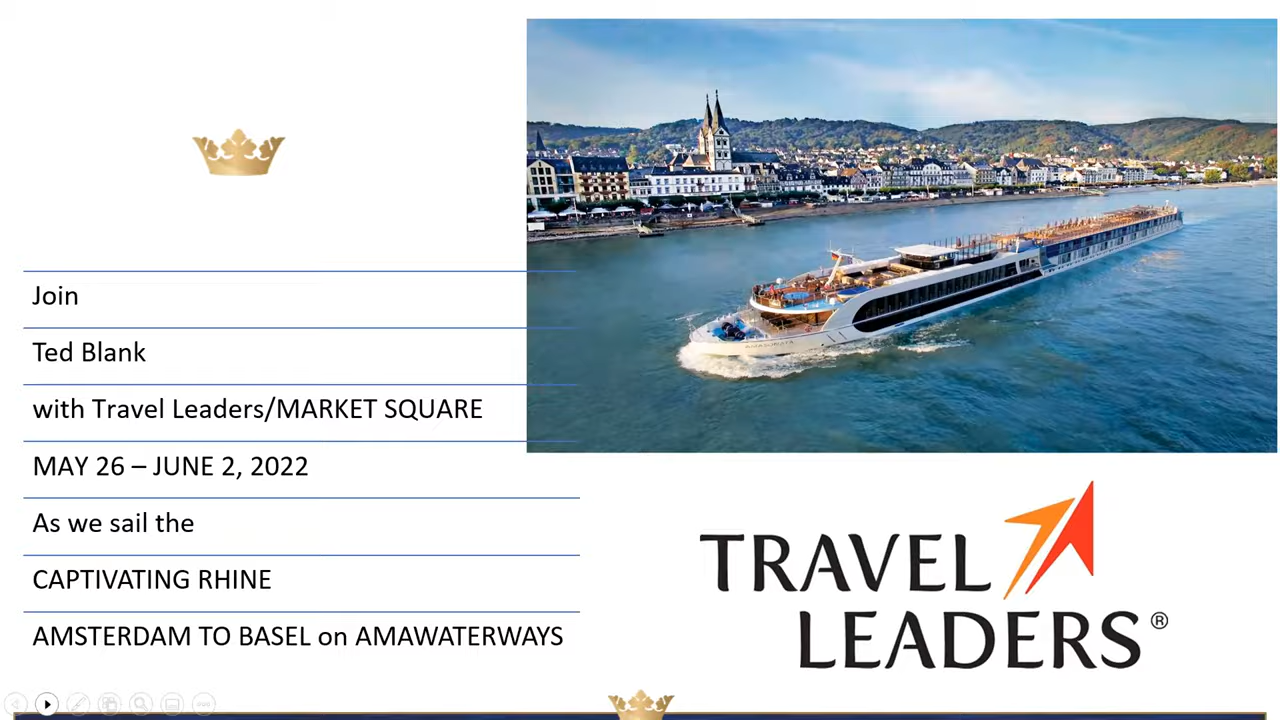 Join
Ted Blank
with Travel Leaders/MARKET SQUARE
MAY 26 – JUNE 2, 2022
As we sail the
CAPTIVATING RHINE
AMSTERDAM TO BASEL on AMAWATERWAYS
TRAVEL
LEADERS®